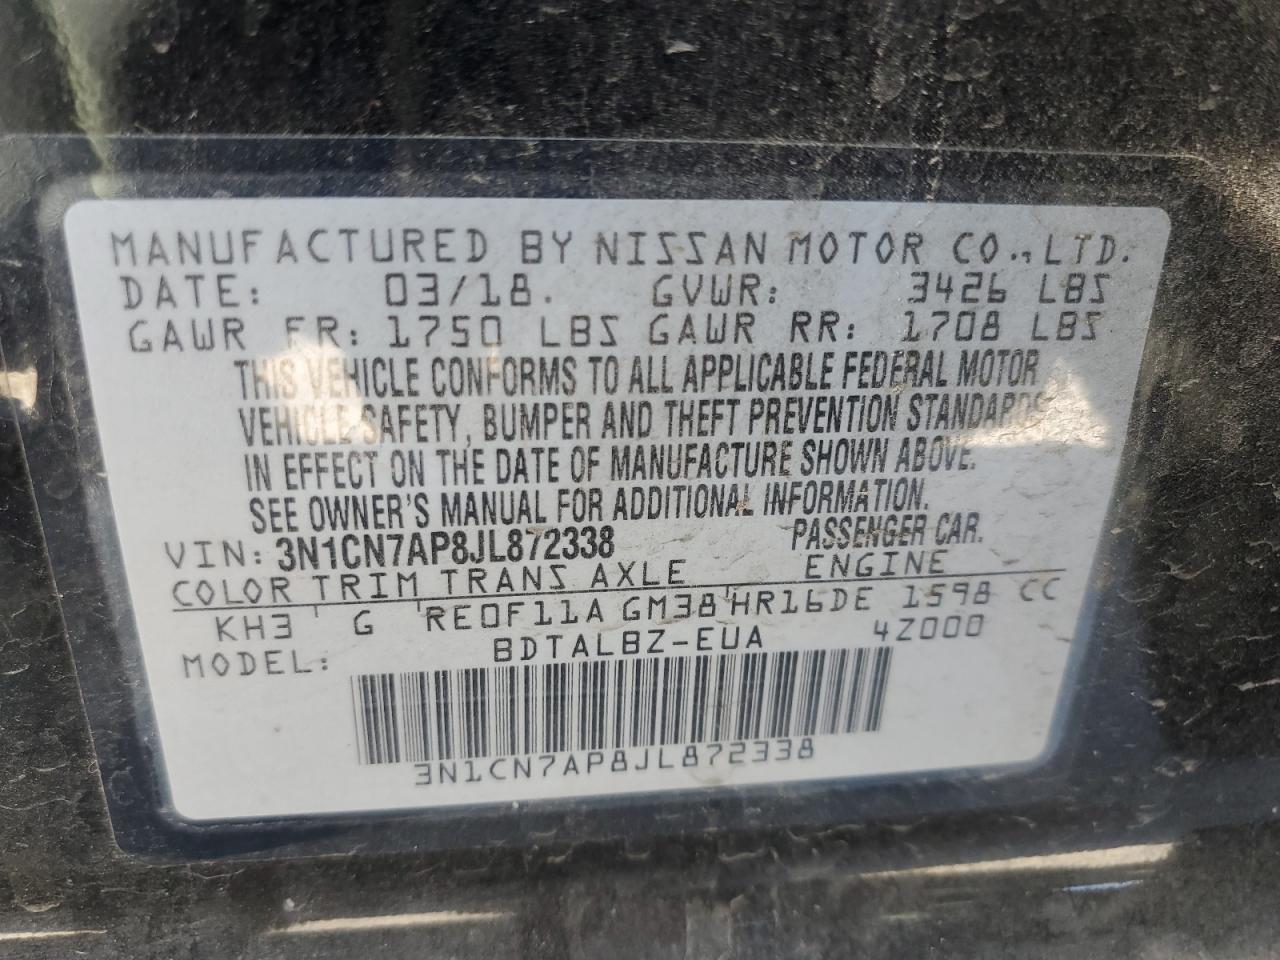 MANUFACTURED BY NISSAN MOTOR CO., LTD.
DATE: 03/18. GVWR: 3426 LBS
GAWR FR: 1750 LBS GAWR RR: 1708 LBS
THIS VEHICLE CONFORMS TO ALL APPLICABLE FEDERAL MOTOR
VEHICLE SAFETY, BUMPER AND THEFT PREVENTION STANDARDS
IN EFFECT ON THE DATE OF MANUFACTURE SHOWN ABOVE.
SEE OWNER'S MANUAL FOR ADDITIONAL INFORMATION.
VIN: 3N1CN7AP8JL872338 PASSENGER CAR.
COLOR TRIM TRANS AXLE ENGINE
KH3 G RE0F11A GM38 HR16DE 1598 CC
MODEL: BDTALBZ-EUA 4Z000
3N1CN7AP8JL872338